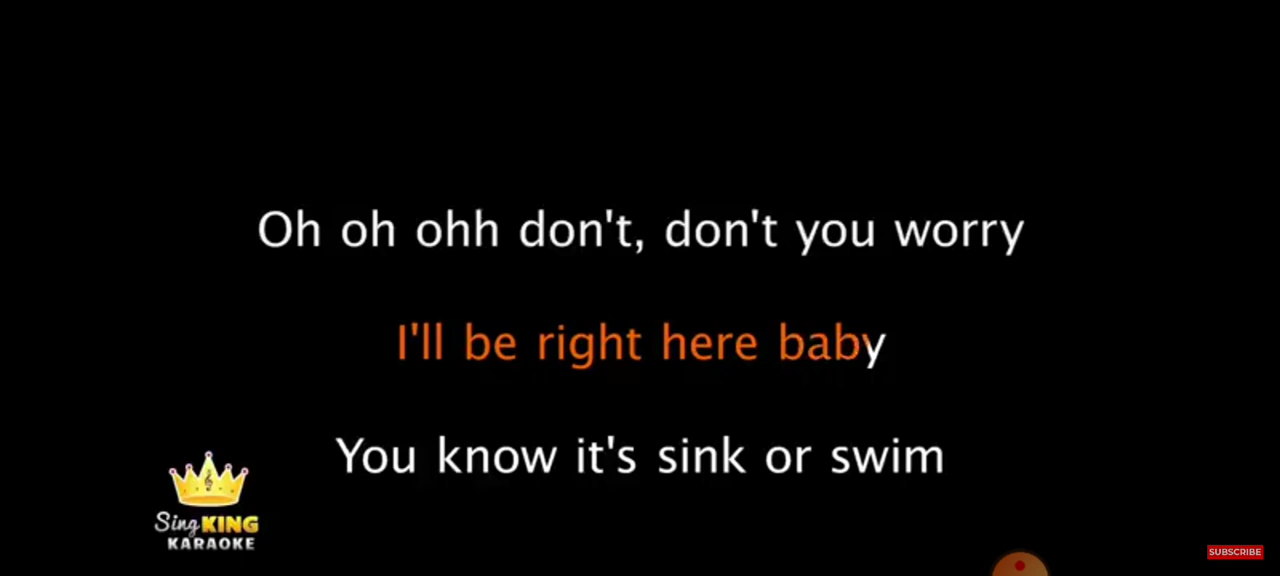 Oh oh ohh don't, don't you worry
I'll be right here baby
You know it's sink or swim
Sing KING
KARAOKE
SUBSCRIBE